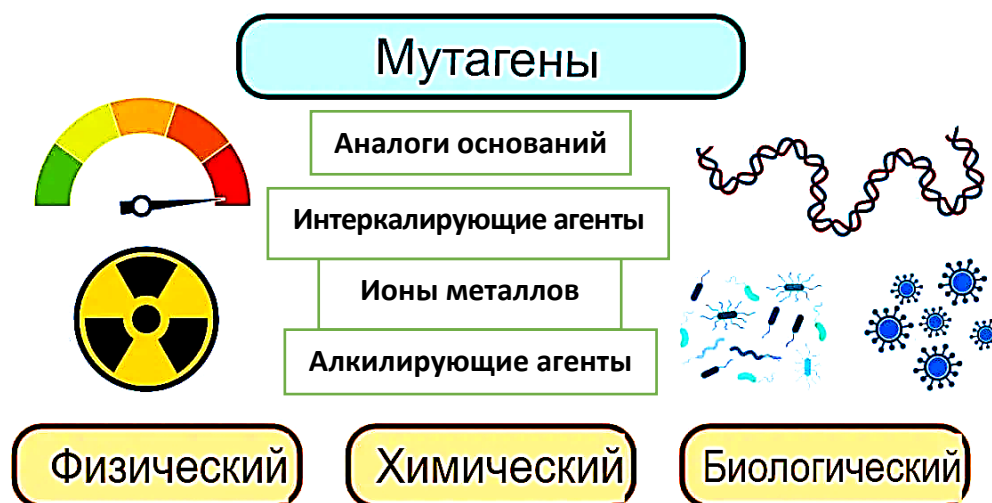 Мутагены
Аналоги оснований
Интеркалирующие агенты
Ионы металлов
Алкилирующие агенты
Физический
Химический
Биологический